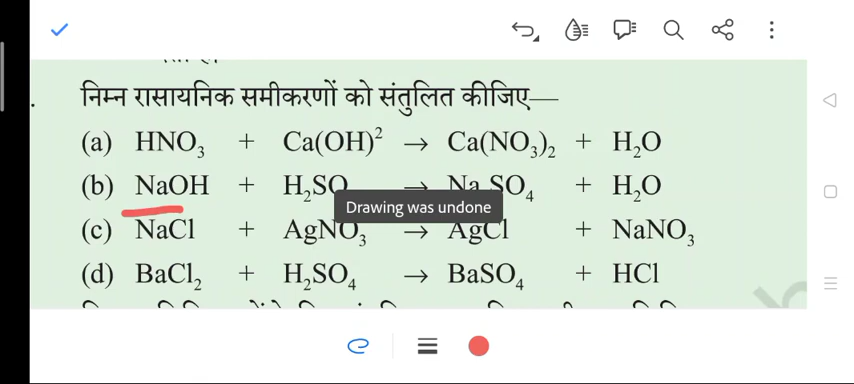 निम्न रासायनिक समीकरणों को संतुलित कीजिए—
(a) HNO₃ + Ca(OH)² → Ca(NO₃)₂ + H₂O
(b) NaOH + H₂SO → Na SO₄ + H₂O
Drawing was undone
(c) NaCl + AgNO₃ → AgCl + NaNO₃
(d) BaCl₂ + H₂SO₄ → BaSO₄ + HCl